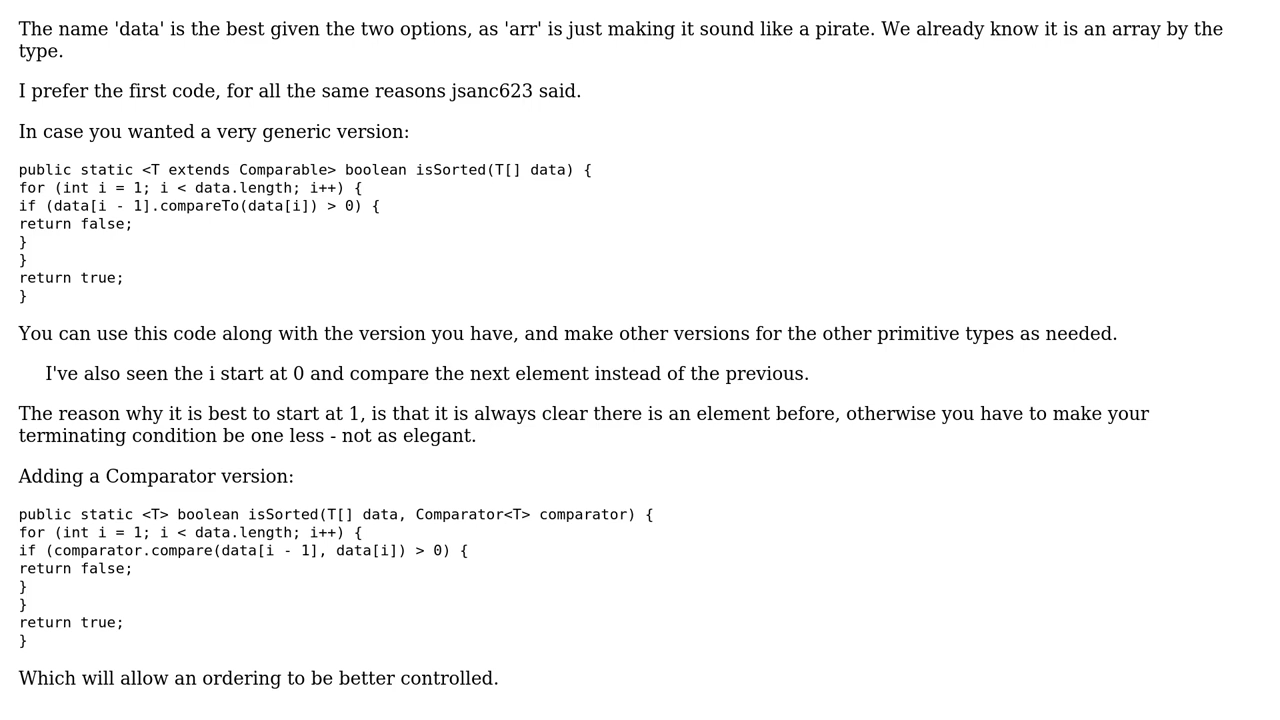 The name 'data' is the best given the two options, as 'arr' is just making it sound like a pirate. We already know it is an array by the
type.
I prefer the first code, for all the same reasons jsanc623 said.
In case you wanted a very generic version:
public static <T extends Comparable> boolean isSorted(T[] data) {
for (int i = 1; i < data.length; i++) {
if (data[i - 1].compareTo(data[i]) > 0) {
return false;
}
}
return true;
}
You can use this code along with the version you have, and make other versions for the other primitive types as needed.
I've also seen the i start at 0 and compare the next element instead of the previous.
The reason why it is best to start at 1, is that it is always clear there is an element before, otherwise you have to make your
terminating condition be one less - not as elegant.
Adding a Comparator version:
public static <T> boolean isSorted(T[] data, Comparator<T> comparator) {
for (int i = 1; i < data.length; i++) {
if (comparator.compare(data[i - 1], data[i]) > 0) {
return false;
}
}
return true;
}
Which will allow an ordering to be better controlled.